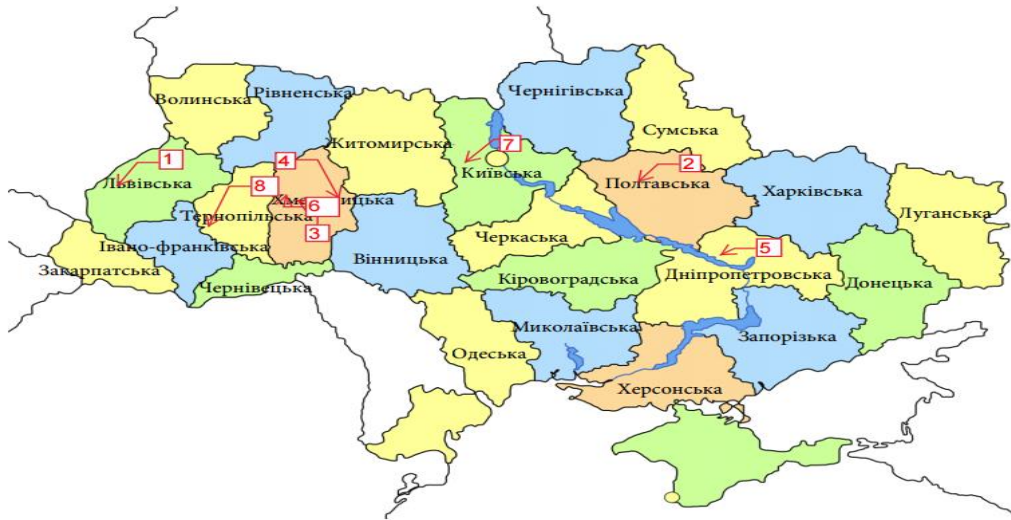 Чернігівська
Волинська
Рівненська
Сумська
Житомирська
7
1
4
2
Київська
Львівська
Полтавська
Харківська
8
6
Тернопільська
Луганська
3
Черкаська
5
Івано-франківська
Вінницька
Закарпатська
Дніпропетровська
Кіровоградська
Донецька
Чернівецька
Миколаївська
Запорізька
Одеська
Херсонська